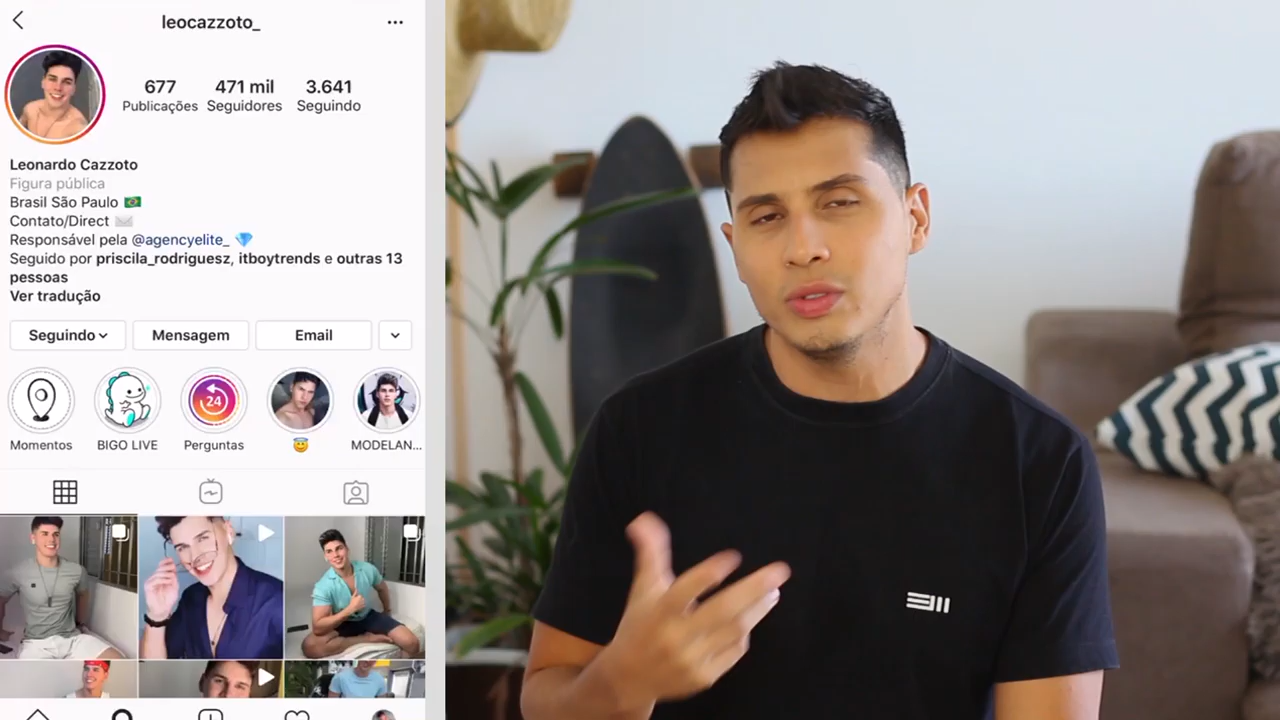 leocazzoto_
677
471 mil
3.641
Publicações
Seguidores
Seguindo
Leonardo Cazzoto
Figura pública
Brasil São Paulo 🇧🇷
Contato/Direct ✉️
Responsável pela @agencyelite_ 💎
Seguido por priscila_rodriguesz, itboytrends e outras 13
pessoas
Ver tradução
Seguindo
Mensagem
Email
24
Momentos
BIGO LIVE
Perguntas
😇
MODELAN...